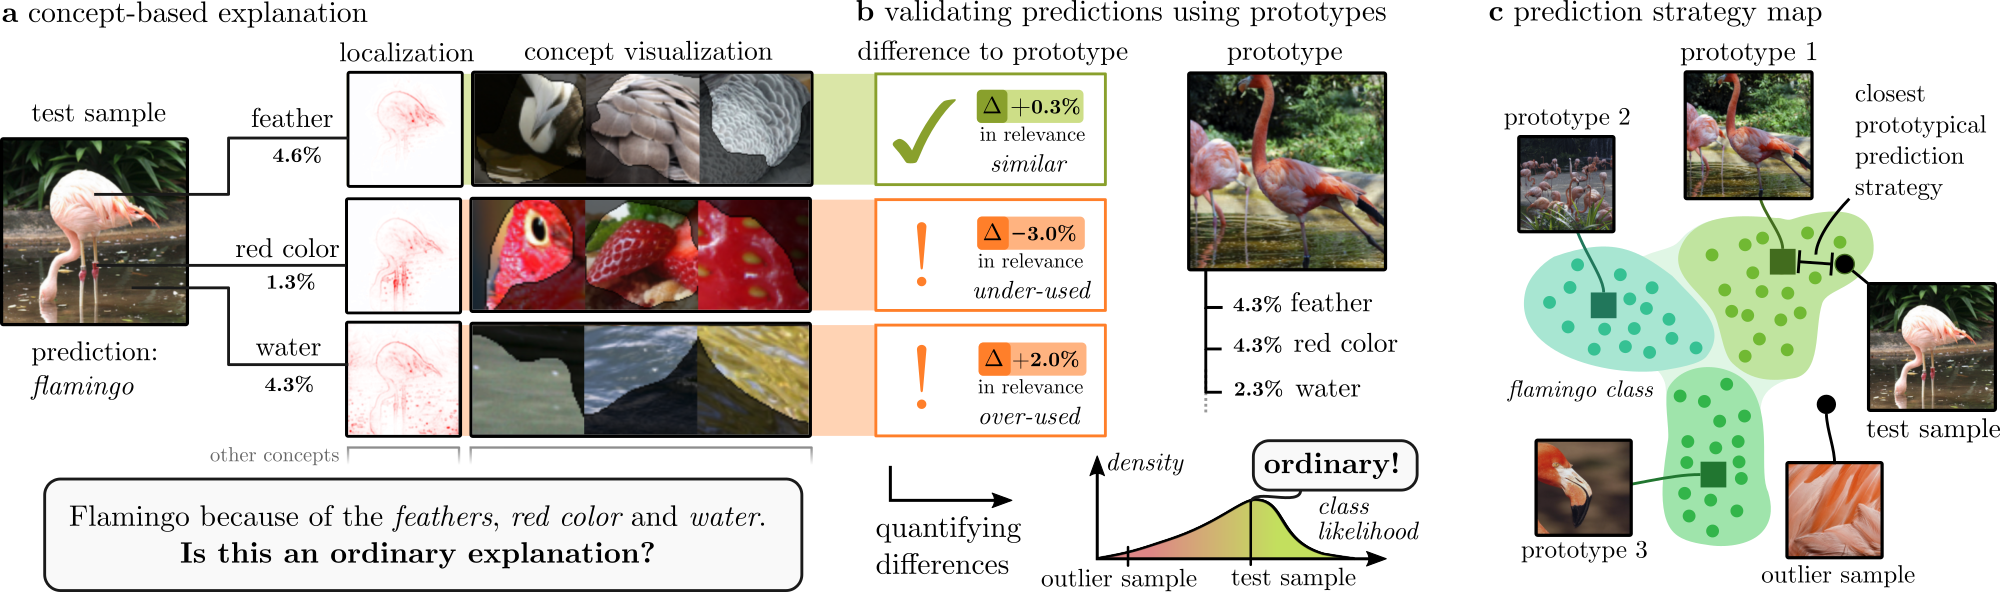 a concept-based explanation
localization
concept visualization
test sample
feather
4.6%
red color
1.3%
water
4.3%
prediction:
flamingo
other concepts
Flamingo because of the feathers, red color and water.
Is this an ordinary explanation?
b validating predictions using prototypes
difference to prototype
prototype
Δ +0.3%
in relevance
similar
Δ −3.0%
in relevance
under-used
Δ +2.0%
in relevance
over-used
4.3% feather
4.3% red color
2.3% water
quantifying
differences
density
ordinary!
class
likelihood
outlier sample
test sample
c prediction strategy map
prototype 1
prototype 2
closest
prototypical
prediction
strategy
flamingo class
test sample
prototype 3
outlier sample